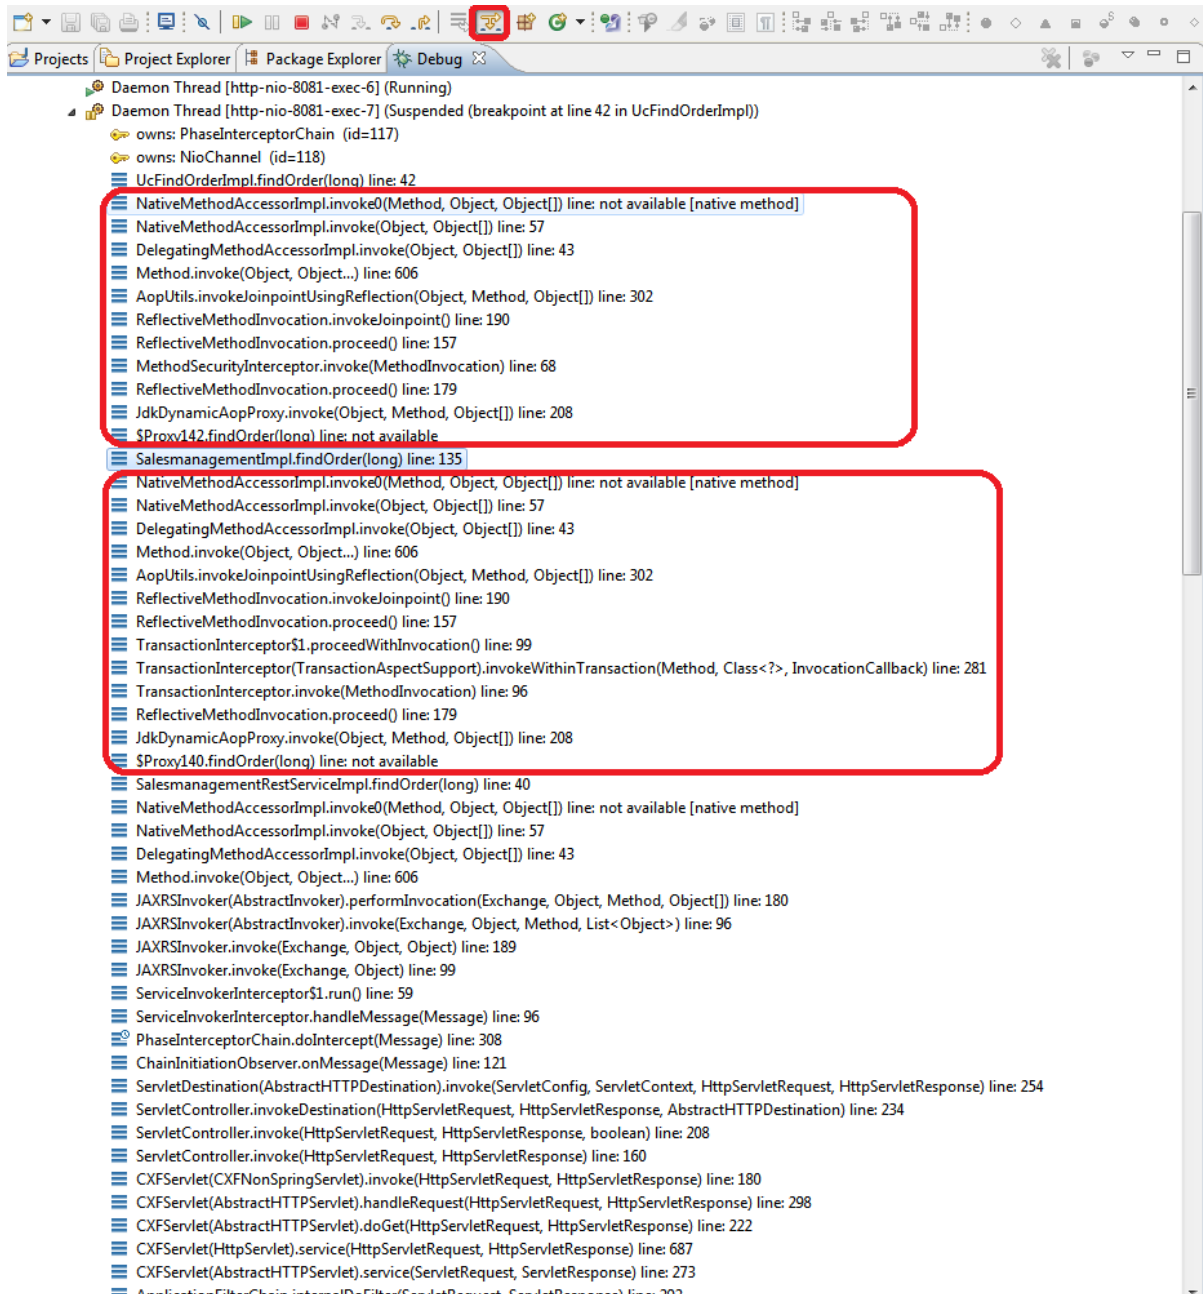 Projects Project Explorer Package Explorer Debug
Daemon Thread [http-nio-8081-exec-6] (Running)
Daemon Thread [http-nio-8081-exec-7] (Suspended (breakpoint at line 42 in UcFindOrderImpl))
owns: PhaseInterceptorChain (id=117)
owns: NioChannel (id=118)
UcFindOrderImpl.findOrder(long) line: 42
NativeMethodAccessorImpl.invoke0(Method, Object, Object[]) line: not available [native method]
NativeMethodAccessorImpl.invoke(Object, Object[]) line: 57
DelegatingMethodAccessorImpl.invoke(Object, Object[]) line: 43
Method.invoke(Object, Object...) line: 606
AopUtils.invokeJoinpointUsingReflection(Object, Method, Object[]) line: 302
ReflectiveMethodInvocation.invokeJoinpoint() line: 190
ReflectiveMethodInvocation.proceed() line: 157
MethodSecurityInterceptor.invoke(MethodInvocation) line: 68
ReflectiveMethodInvocation.proceed() line: 179
JdkDynamicAopProxy.invoke(Object, Method, Object[]) line: 208
$Proxy142.findOrder(long) line: not available
SalesmanagementImpl.findOrder(long) line: 135
NativeMethodAccessorImpl.invoke0(Method, Object, Object[]) line: not available [native method]
NativeMethodAccessorImpl.invoke(Object, Object[]) line: 57
DelegatingMethodAccessorImpl.invoke(Object, Object[]) line: 43
Method.invoke(Object, Object...) line: 606
AopUtils.invokeJoinpointUsingReflection(Object, Method, Object[]) line: 302
ReflectiveMethodInvocation.invokeJoinpoint() line: 190
ReflectiveMethodInvocation.proceed() line: 157
TransactionInterceptor$1.proceedWithInvocation() line: 99
TransactionInterceptor(TransactionAspectSupport).invokeWithinTransaction(Method, Class<?>, InvocationCallback) line: 281
TransactionInterceptor.invoke(MethodInvocation) line: 96
ReflectiveMethodInvocation.proceed() line: 179
JdkDynamicAopProxy.invoke(Object, Method, Object[]) line: 208
$Proxy140.findOrder(long) line: not available
SalesmanagementRestServiceImpl.findOrder(long) line: 40
NativeMethodAccessorImpl.invoke0(Method, Object, Object[]) line: not available [native method]
NativeMethodAccessorImpl.invoke(Object, Object[]) line: 57
DelegatingMethodAccessorImpl.invoke(Object, Object[]) line: 43
Method.invoke(Object, Object...) line: 606
JAXRSInvoker(AbstractInvoker).performInvocation(Exchange, Object, Method, Object[]) line: 180
JAXRSInvoker(AbstractInvoker).invoke(Exchange, Object, Method, List<Object>) line: 96
JAXRSInvoker.invoke(Exchange, Object, Object) line: 189
JAXRSInvoker.invoke(Exchange, Object) line: 99
ServiceInvokerInterceptor$1.run() line: 59
ServiceInvokerInterceptor.handleMessage(Message) line: 96
PhaseInterceptorChain.doIntercept(Message) line: 308
ChainInitiationObserver.onMessage(Message) line: 121
ServletDestination(AbstractHTTPDestination).invoke(ServletConfig, ServletContext, HttpServletRequest, HttpServletResponse) line: 254
ServletController.invokeDestination(HttpServletRequest, HttpServletResponse, AbstractHTTPDestination) line: 234
ServletController.invoke(HttpServletRequest, HttpServletResponse, boolean) line: 208
ServletController.invoke(HttpServletRequest, HttpServletResponse) line: 160
CXFServlet(CXFNonSpringServlet).invoke(HttpServletRequest, HttpServletResponse) line: 180
CXFServlet(AbstractHTTPServlet).handleRequest(HttpServletRequest, HttpServletResponse) line: 298
CXFServlet(AbstractHTTPServlet).doGet(HttpServletRequest, HttpServletResponse) line: 222
CXFServlet(HttpServlet).service(HttpServletRequest, HttpServletResponse) line: 687
CXFServlet(AbstractHTTPServlet).service(ServletRequest, ServletResponse) line: 273